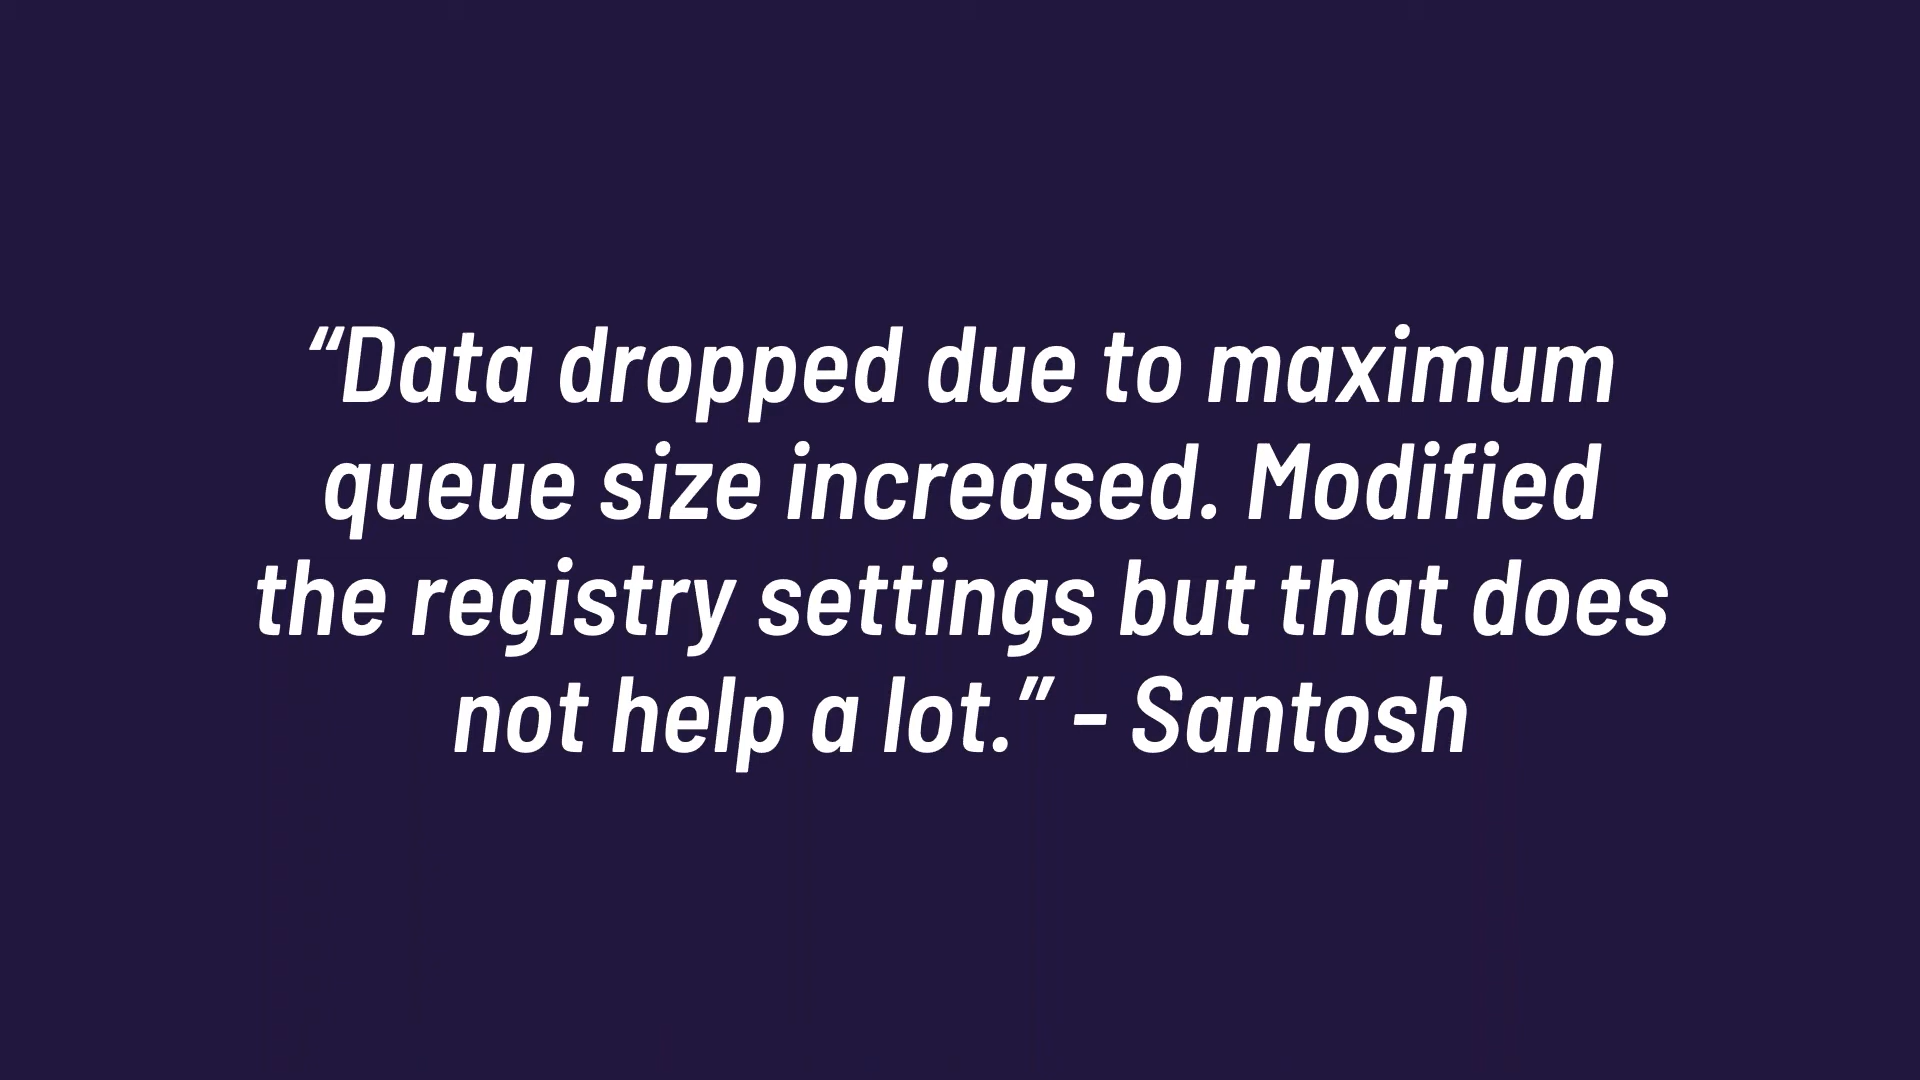 “Data dropped due to maximum
queue size increased. Modified
the registry settings but that does
not help a lot.” - Santosh